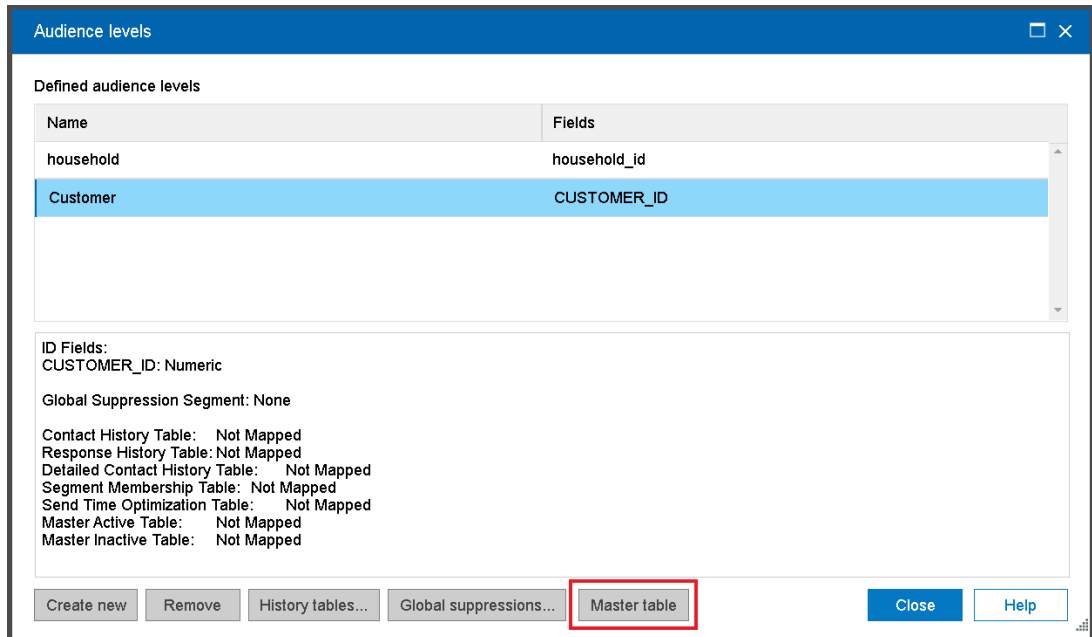 Audience levels
Defined audience levels
Name Fields
household household_id
Customer CUSTOMER_ID
ID Fields:
CUSTOMER_ID: Numeric
Global Suppression Segment: None
Contact History Table: Not Mapped
Response History Table: Not Mapped
Detailed Contact History Table: Not Mapped
Segment Membership Table: Not Mapped
Send Time Optimization Table: Not Mapped
Master Active Table: Not Mapped
Master Inactive Table: Not Mapped
Create new Remove History tables... Global suppressions... Master table Close Help